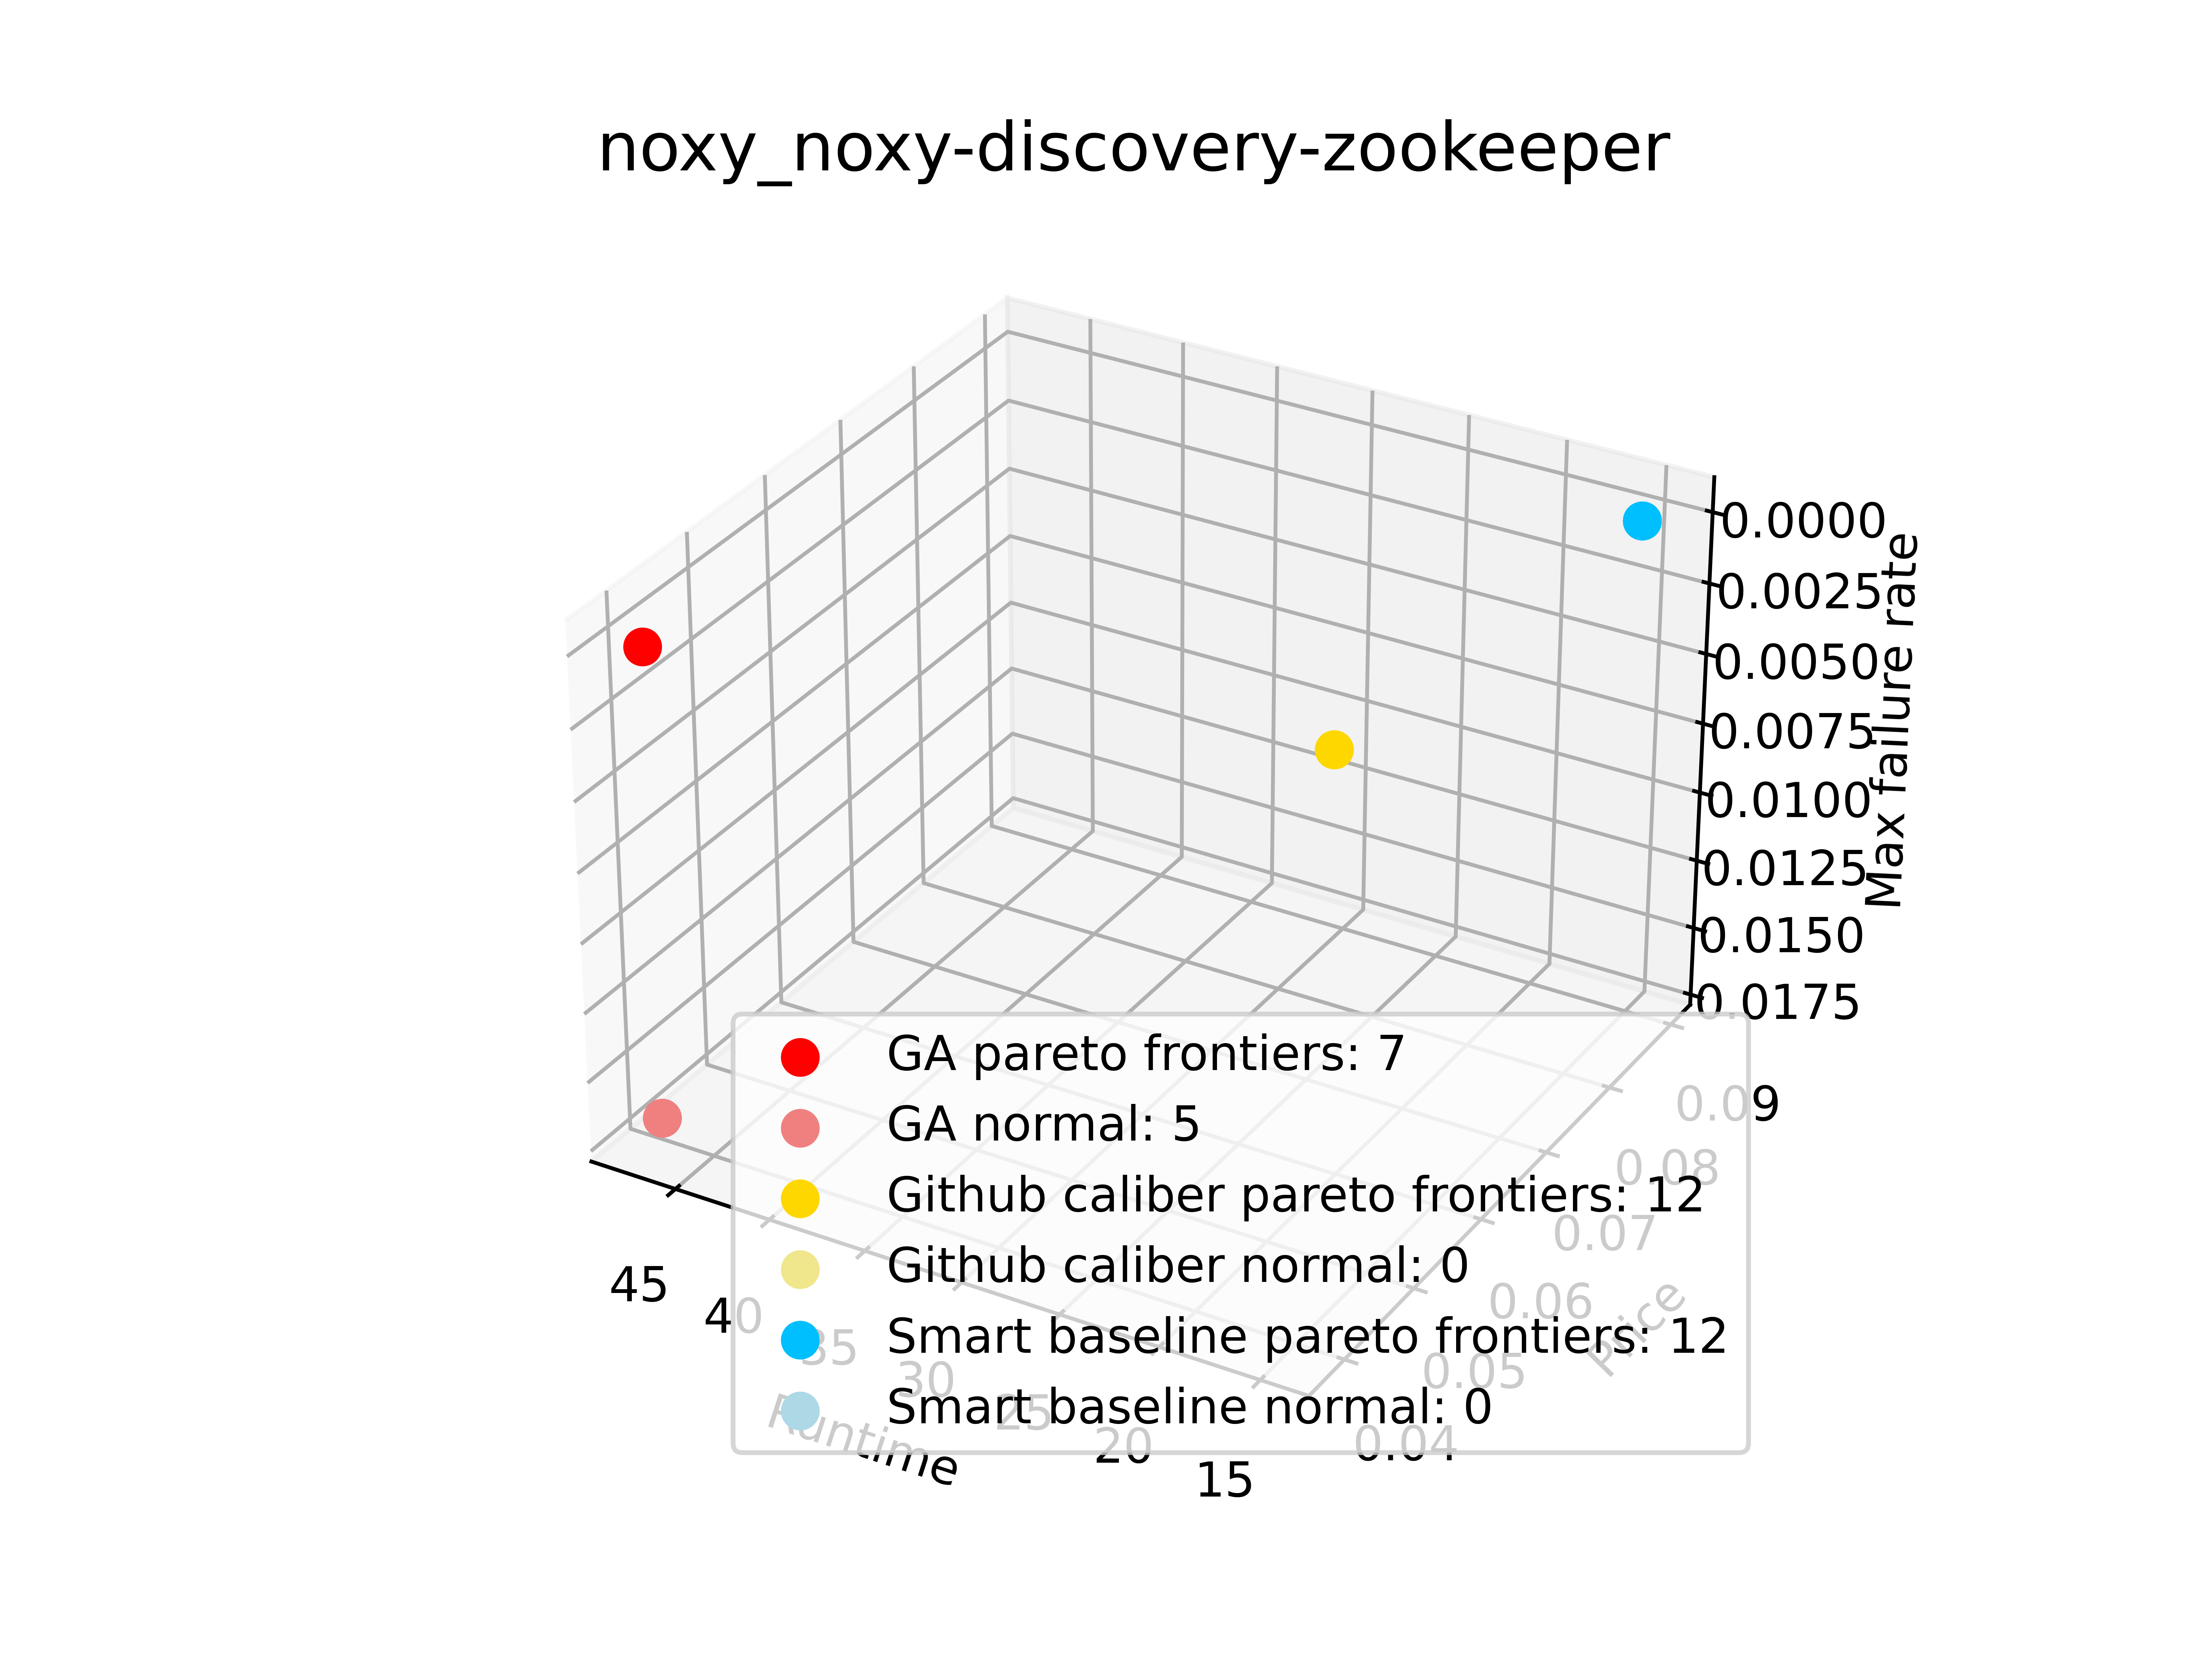 noxy_noxy-discovery-zookeeper
0.0000
0.0025
0.0050
0.0075
0.0100
0.0125
0.0150
0.0175
Max failure rate
GA pareto frontiers: 7
GA normal: 5
Github caliber pareto frontiers: 12
Github caliber normal: 0
Smart baseline pareto frontiers: 12
Smart baseline normal: 0
0.09
0.08
0.07
0.06
0.05
0.04
Price
45
40
35
30
25
20
15
Runtime